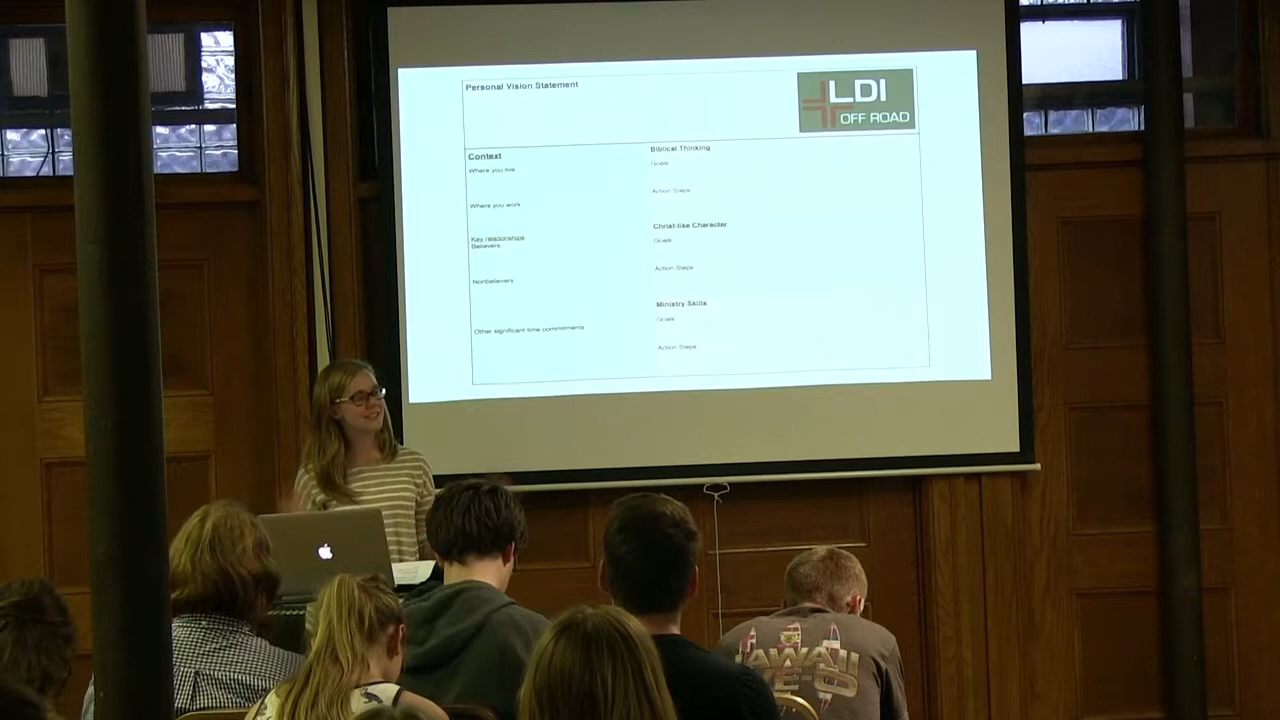 Personal Vision Statement
LDI
OFF ROAD
Context
Where you live
Where you work
Key relationships
Believers
Nonbelievers
Other significant time commitments
Biblical Thinking
Goals
Action Steps
Christ-like Character
Goals
Action Steps
Ministry Skills
Goals
Action Steps
HAWAII